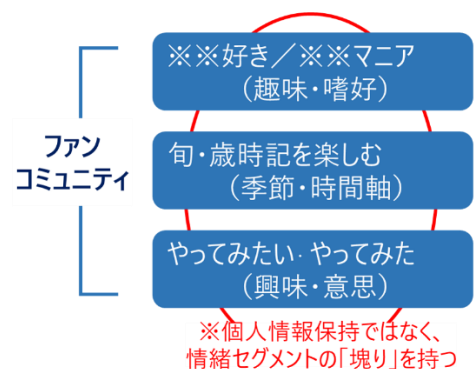 ※※好き／※※マニア
（趣味・嗜好）
ファン
コミュニティ
旬・歳時記を楽しむ
（季節・時間軸）
やってみたい・やってみた
（興味・意思）
※個人情報保持ではなく、
情緒セグメントの「塊り」を持つ